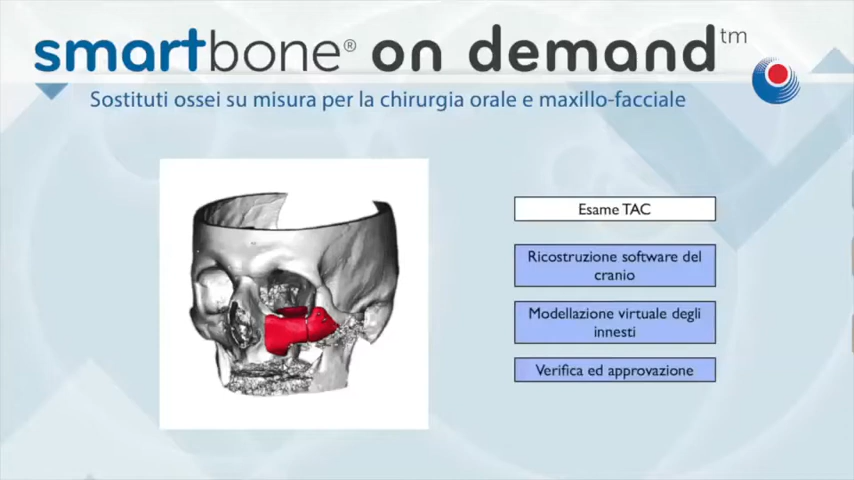 smartbone® on demand™
Sostituti ossei su misura per la chirurgia orale e maxillo-facciale
Esame TAC
Ricostruzione software del
cranio
Modellazione virtuale degli
innesti
Verifica ed approvazione